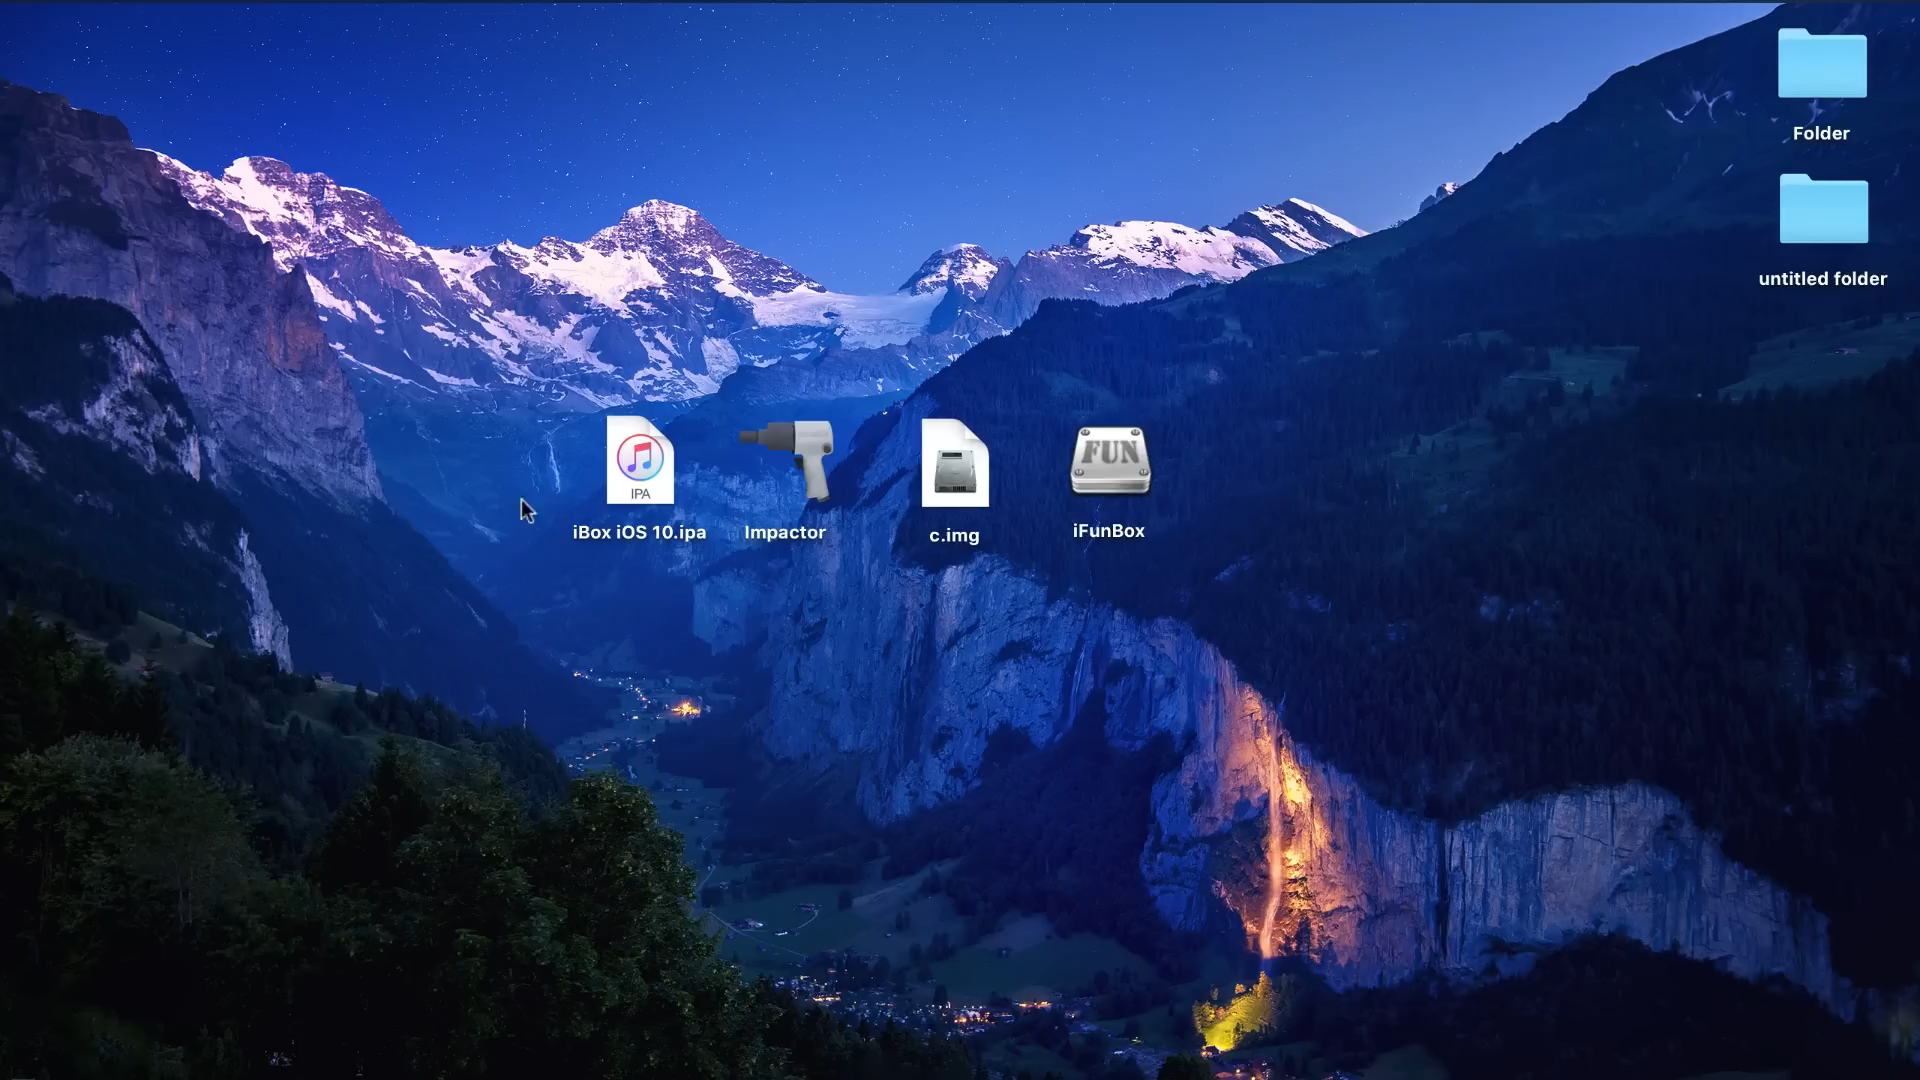 Folder
untitled folder
IPA
FUN
iBox iOS 10.ipa
Impactor
c.img
iFunBox